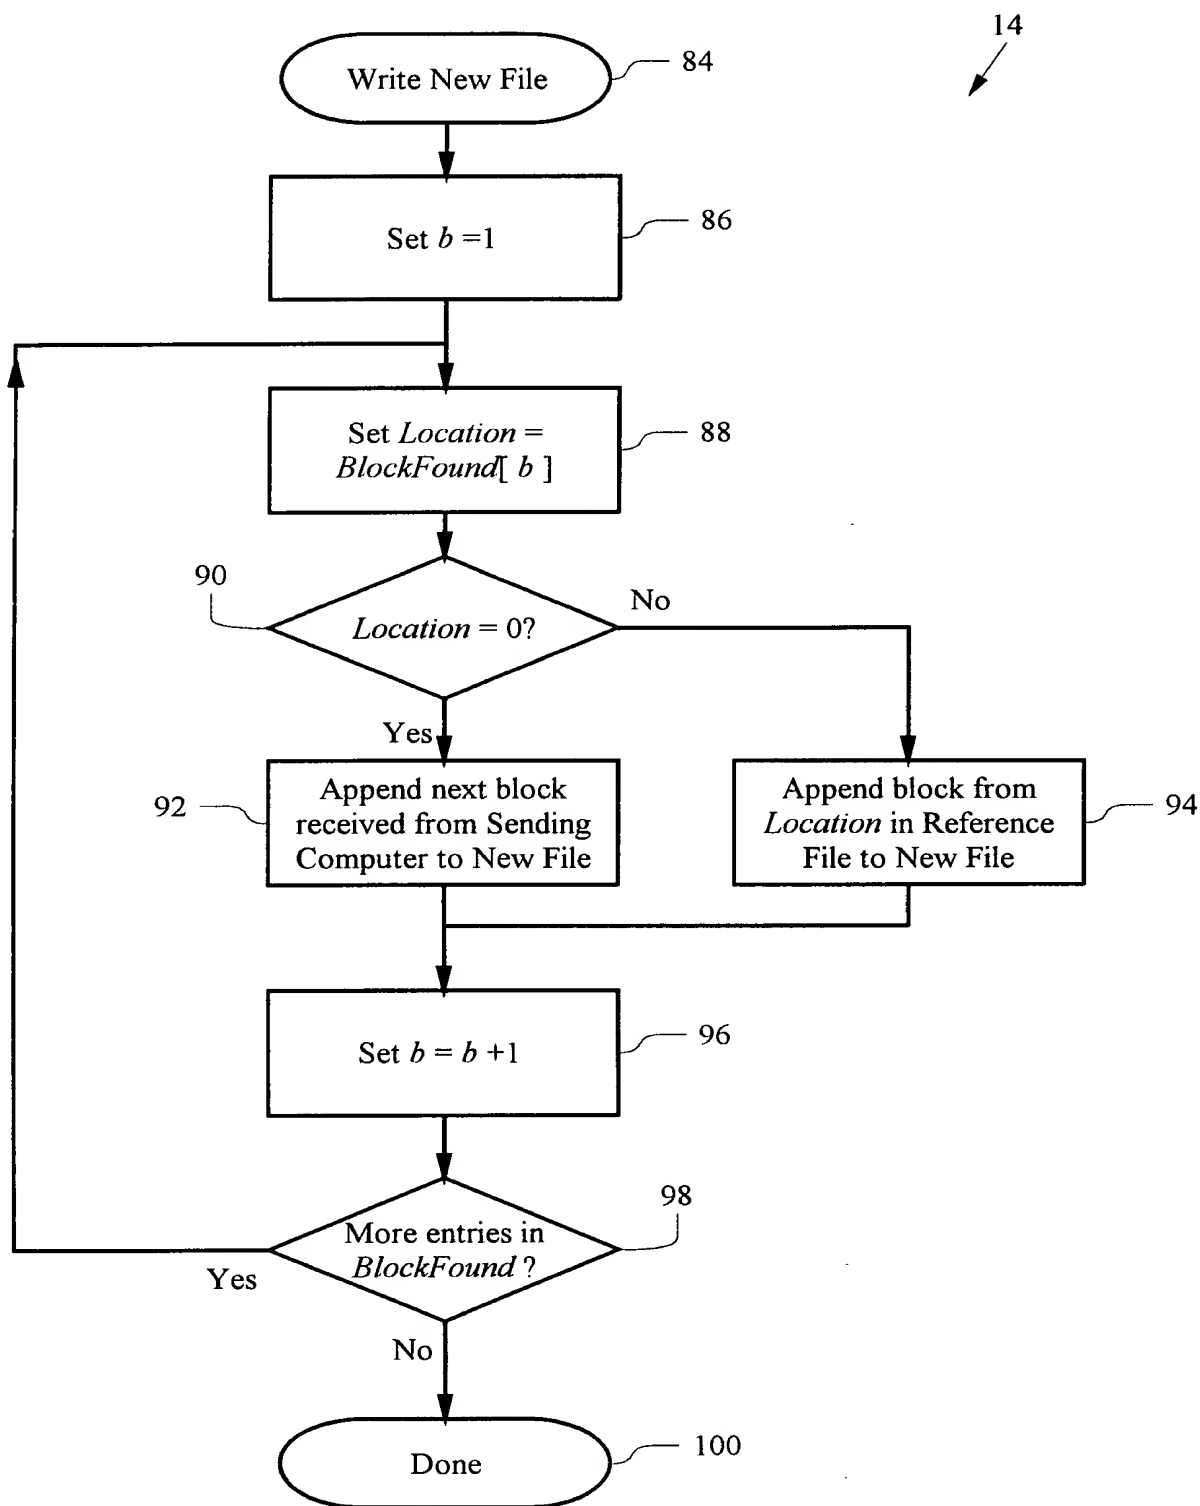 14
Write New File
84
Set b =1
86
Set Location =
BlockFound[ b ]
88
90
Location = 0?
No
Yes
92
Append next block
received from Sending
Computer to New File
Append block from
Location in Reference
File to New File
94
Set b = b +1
96
98
More entries in
BlockFound ?
Yes
No
Done
100